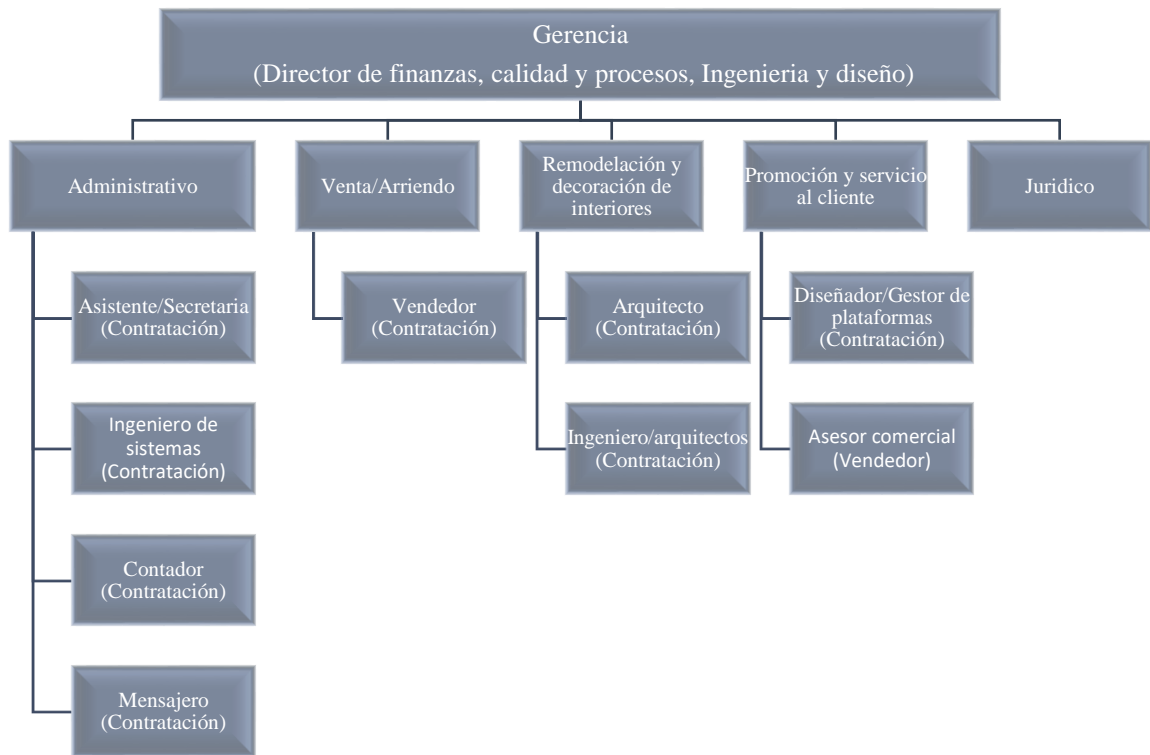 Gerencia
(Director de finanzas, calidad y procesos, Ingenieria y diseño)
Administrativo
Venta/Arriendo
Remodelación y
decoración de
interiores
Promoción y servicio
al cliente
Juridico
Asistente/Secretaria
(Contratación)
Vendedor
(Contratación)
Arquitecto
(Contratación)
Diseñador/Gestor de
plataformas
(Contratación)
Ingeniero de
sistemas
(Contratación)
Ingeniero/arquitectos
(Contratación)
Asesor comercial
(Vendedor)
Contador
(Contratación)
Mensajero
(Contratación)